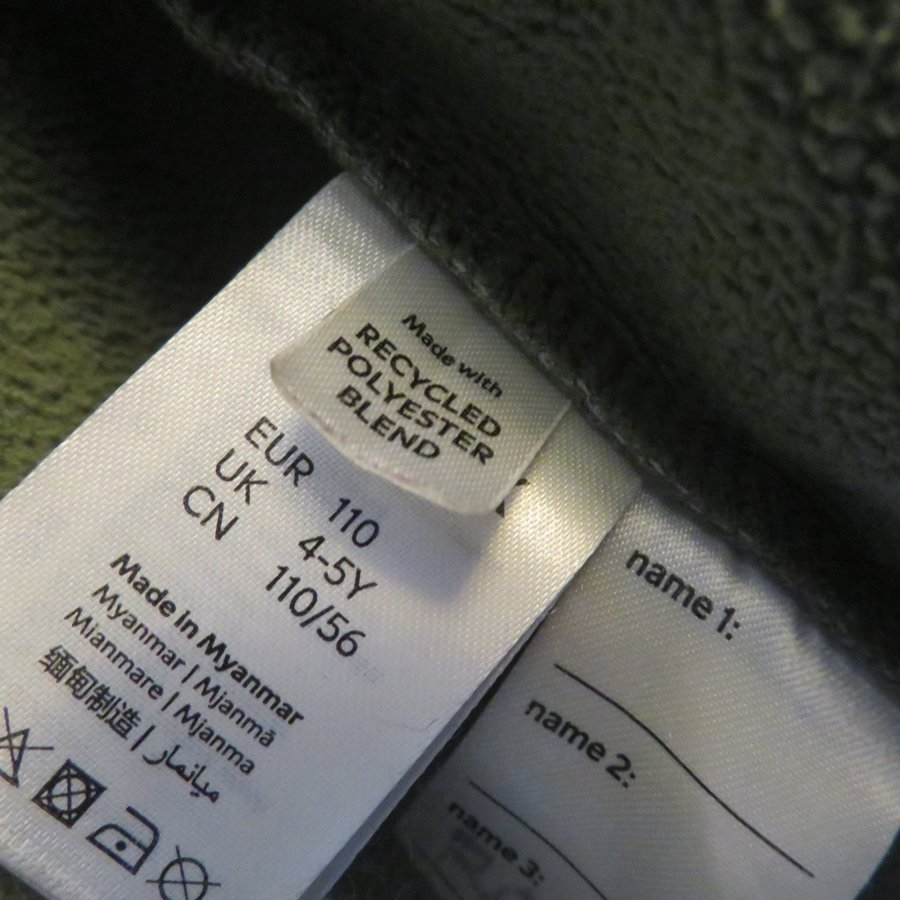 Made with
RECYCLED
POLYESTER
BLEND
EUR 110
UK 4-5Y
CN 110/56
Made in Myanmar
Myanmar | Mjanmā
Mianmare | Mjanma
缅甸制造 | ميانمار
name 1:
name 2:
name 3: